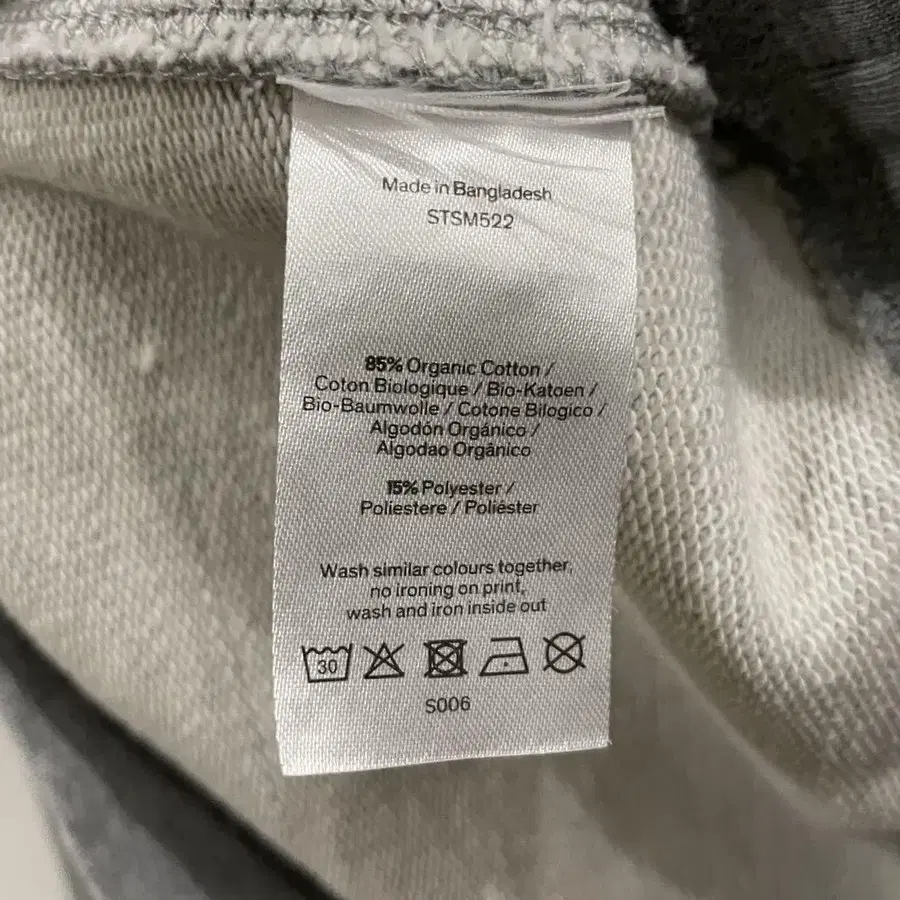 Made in Bangladesh
STSM522
85% Organic Cotton /
Coton Biologique / Bio-Katoen /
Bio-Baumwolle / Cotone Bilogico /
Algodón Orgánico /
Algodao Orgânico
15% Polyester /
Poliestere / Poliéster
Wash similar colours together,
no ironing on print,
wash and iron inside out
30
S006